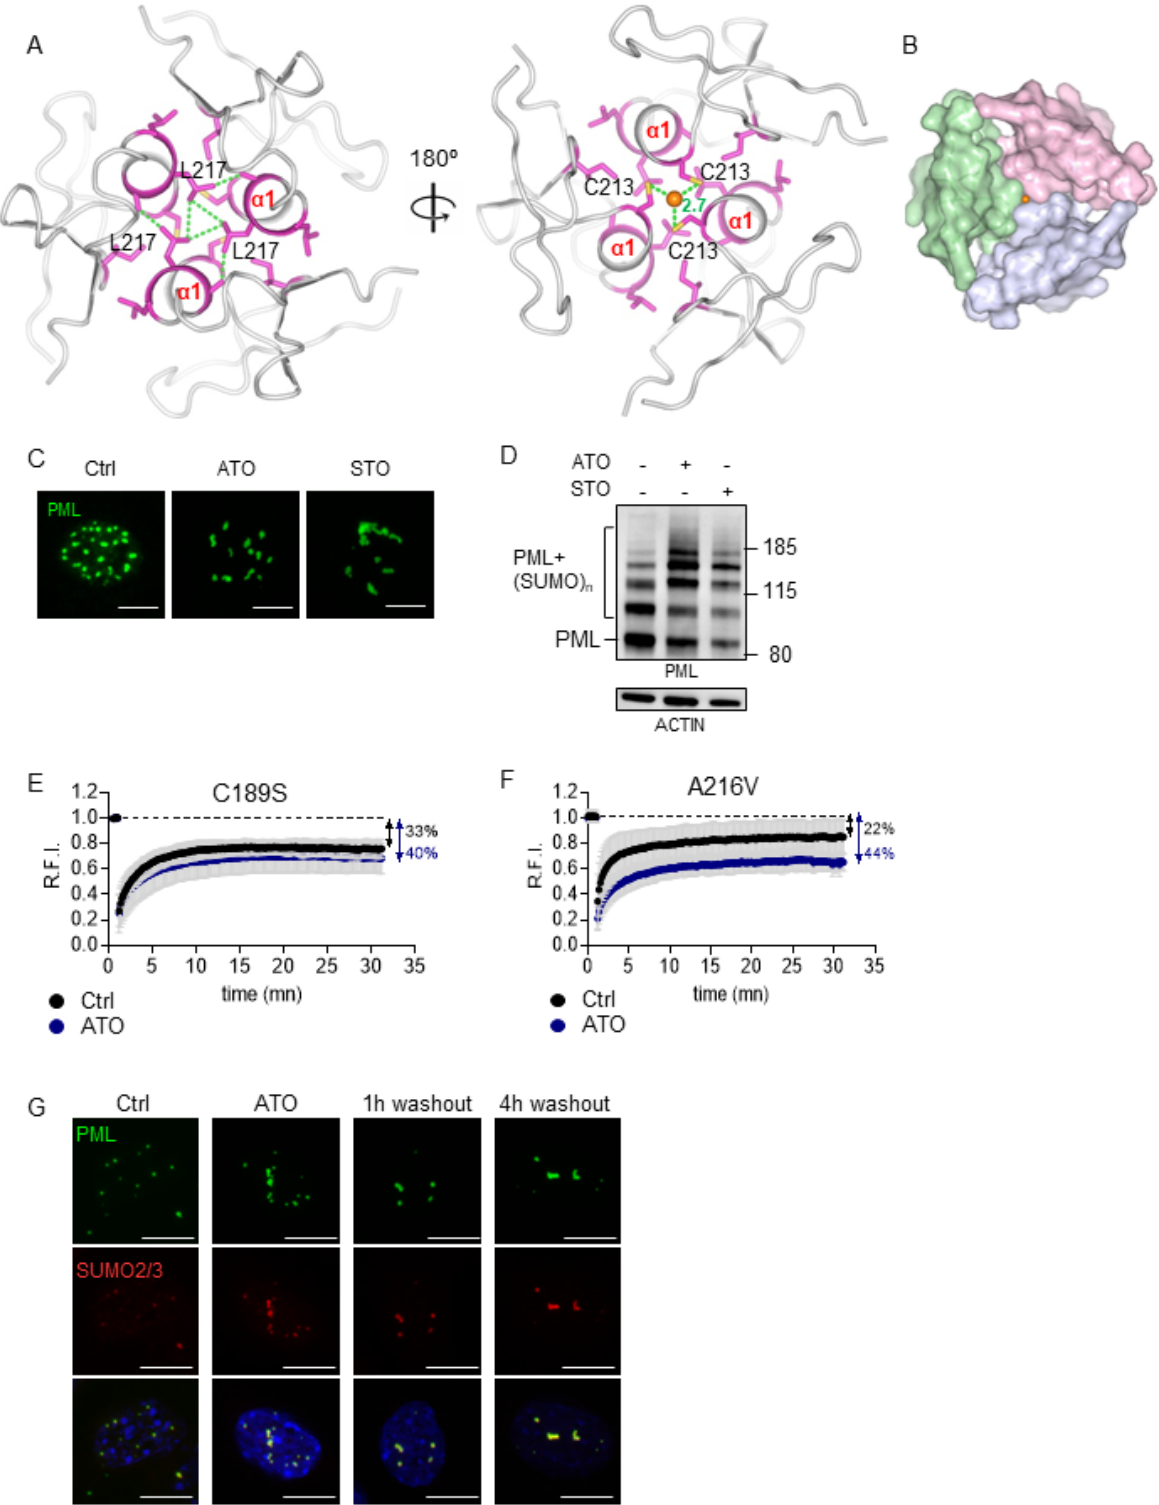 A
B
L217
α1
L217
L217
α1
180º
α1
C213
C213
2.7
α1
α1
C213
C
Ctrl
ATO
STO
PML
D
ATO - + -
STO - - +
PML+
(SUMO)n
185
115
PML
80
PML
ACTIN
E
C189S
1.2
1.0
0.8
0.6
0.4
0.2
0.0
R.F.I.
33%
40%
0 5 10 15 20 25 30 35
time (mn)
Ctrl
ATO
F
A216V
1.2
1.0
0.8
0.6
0.4
0.2
0.0
R.F.I.
22%
44%
0 5 10 15 20 25 30 35
time (mn)
Ctrl
ATO
G
Ctrl
ATO
1h washout
4h washout
PML
SUMO2/3